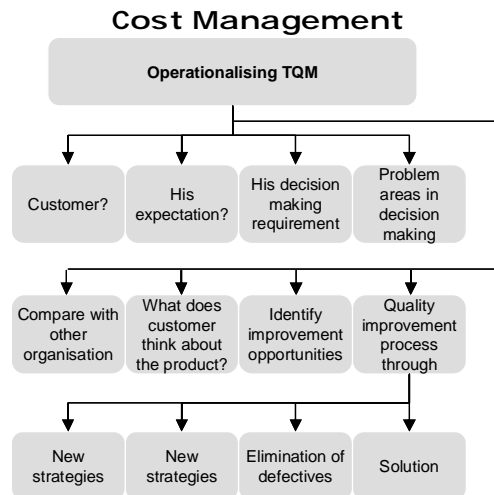 Cost Management
Operationalising TQM
Customer?
His
expectation?
His decision
making
requirement
Problem
areas in
decision
making
Compare with
other
organisation
What does
customer
think about
the product?
Identify
improvement
opportunities
Quality
improvement
process
through
New
strategies
New
strategies
Elimination of
defectives
Solution